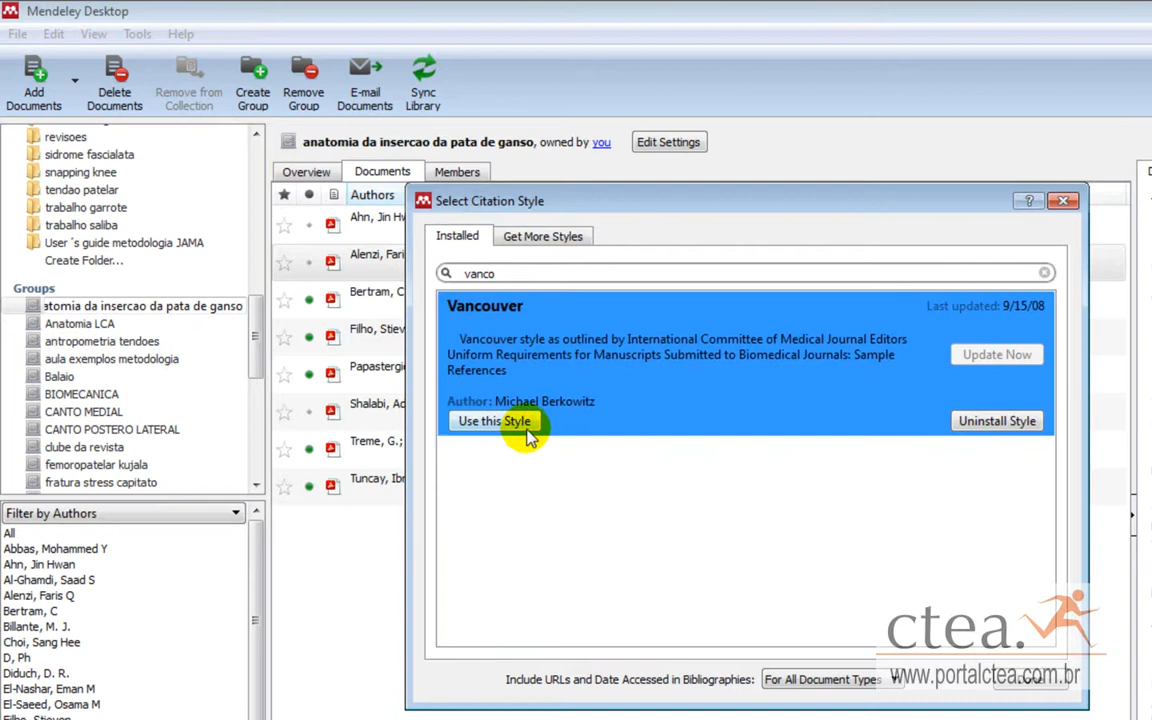 Mendeley Desktop
File Edit View Tools Help
Add Documents
Delete Documents
Remove from Collection
Create Group
Remove Group
E-mail Documents
Sync Library
revisoes
sidrome fascialata
snapping knee
tendao patelar
trabalho garrote
trabalho saliba
User´s guide metodologia JAMA
Create Folder...
Groups
atomia da insercao da pata de ganso
Anatomia LCA
antropometria tendoes
aula exemplos metodologia
Balaio
BIOMECANICA
CANTO MEDIAL
CANTO POSTERO LATERAL
clube da revista
femoropatelar kujala
fratura stress capitato
Filter by Authors
All
Abbas, Mohammed Y
Ahn, Jin Hwan
Al-Ghamdi, Saad S
Alenzi, Faris Q
Bertram, C
Billante, M. J.
Choi, Sang Hee
D, Ph
Diduch, D. R.
El-Nashar, Eman M
El-Saeed, Osama M
Filho, Stieven
anatomia da insercao da pata de ganso, owned by you Edit Settings
Overview Documents Members
Authors
Ahn, Jin Hw
Alenzi, Fari
Bertram, C
Filho, Stiev
Papastergi
Shalabi, Ad
Treme, G.;
Tuncay, Ibr
Select Citation Style
?
Installed Get More Styles
vanco
Vancouver Last updated: 9/15/08
Vancouver style as outlined by International Committee of Medical Journal Editors
Uniform Requirements for Manuscripts Submitted to Biomedical Journals: Sample
References
Update Now
Author: Michael Berkowitz
Use this Style Uninstall Style
Include URLs and Date Accessed in Bibliographies: For All Document Types
ctea.
www.portalctea.com.br